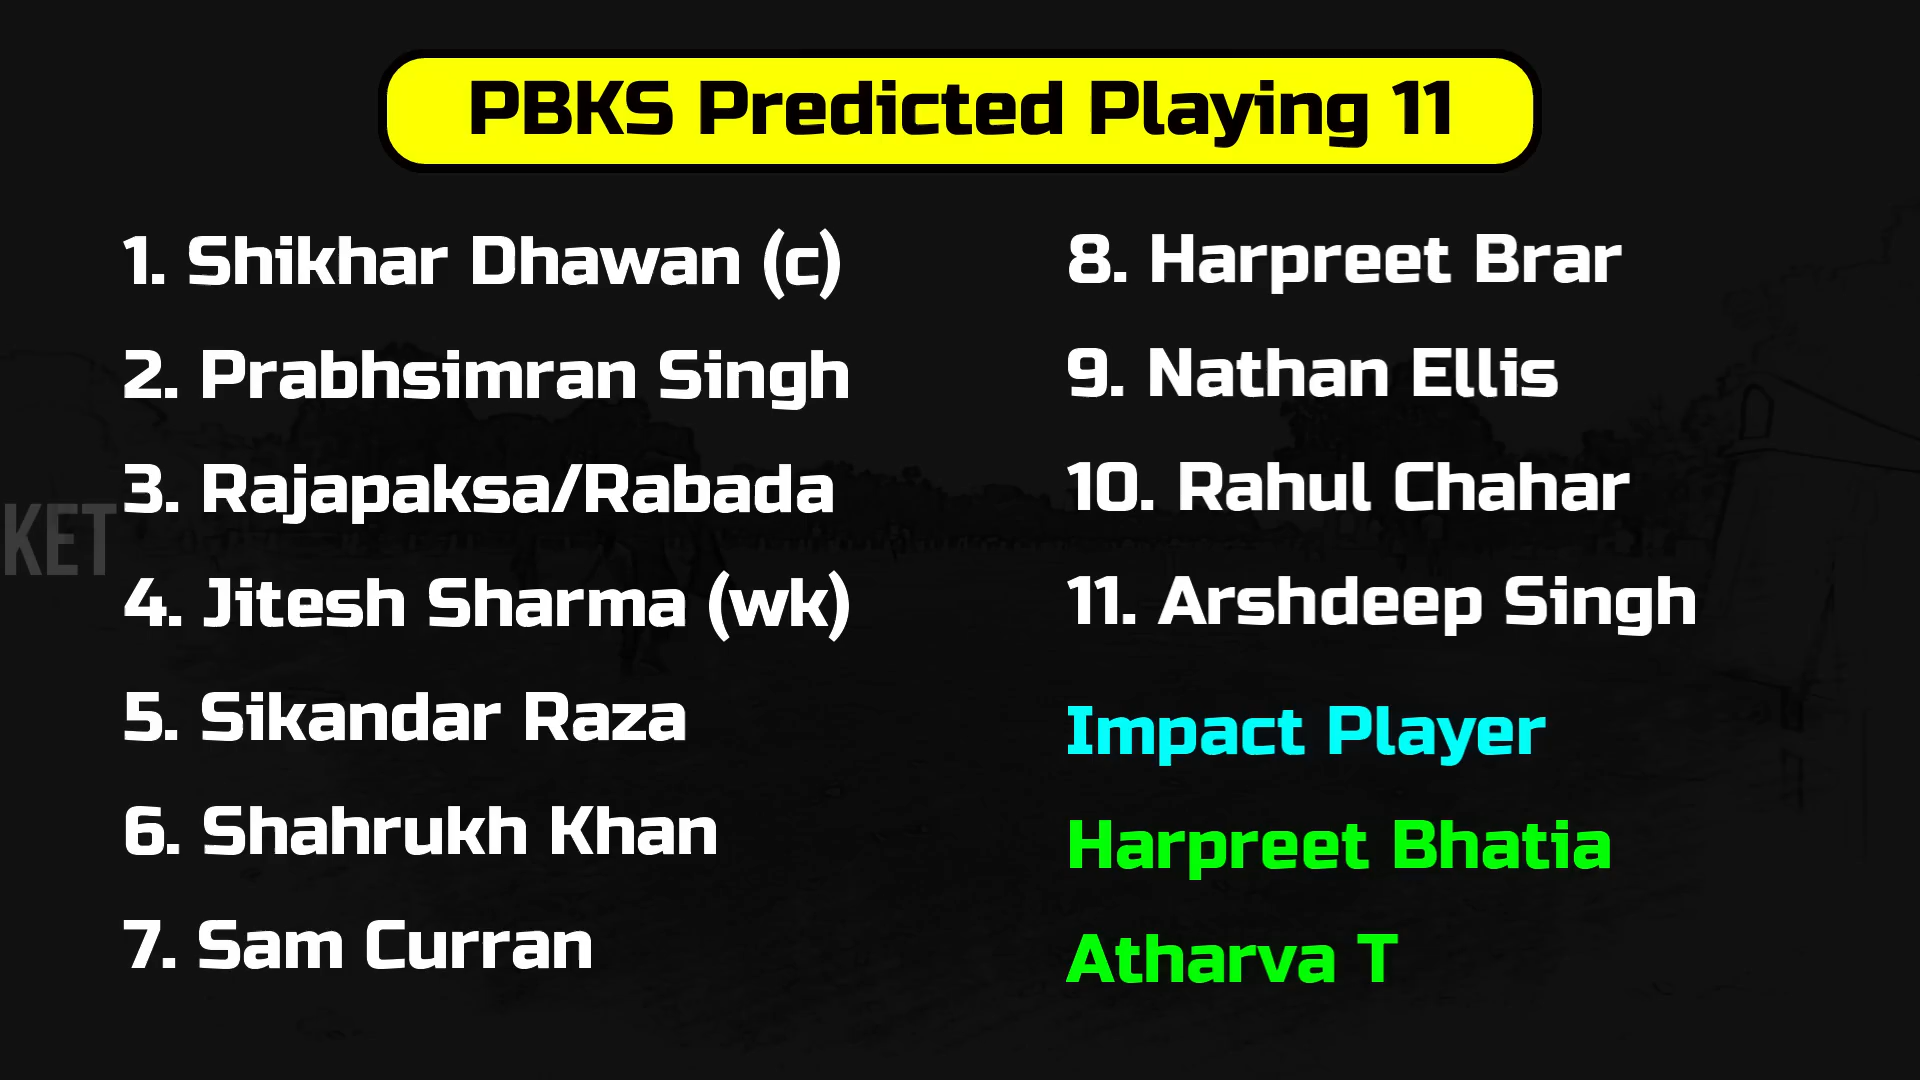 PBKS Predicted Playing 11
1. Shikhar Dhawan (c)
2. Prabhsimran Singh
3. Rajapaksa/Rabada
4. Jitesh Sharma (wk)
5. Sikandar Raza
6. Shahrukh Khan
7. Sam Curran
8. Harpreet Brar
9. Nathan Ellis
10. Rahul Chahar
11. Arshdeep Singh
Impact Player
Harpreet Bhatia
Atharva T
KET